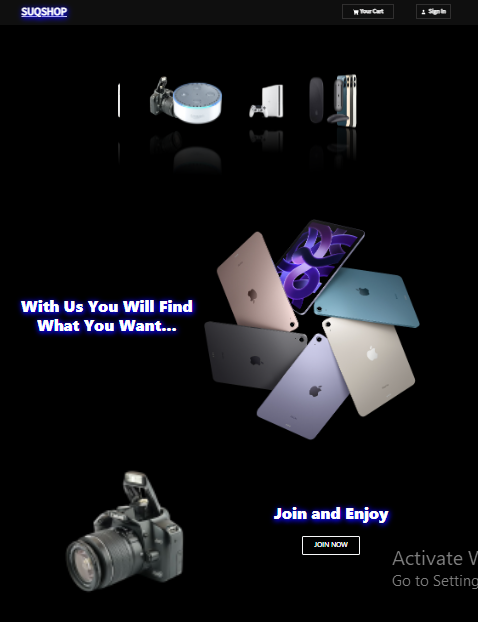 SUQSHOP
Your Cart
Sign In
With Us You Will Find
What You Want...
Join and Enjoy
JOIN NOW
Activate W
Go to Setting